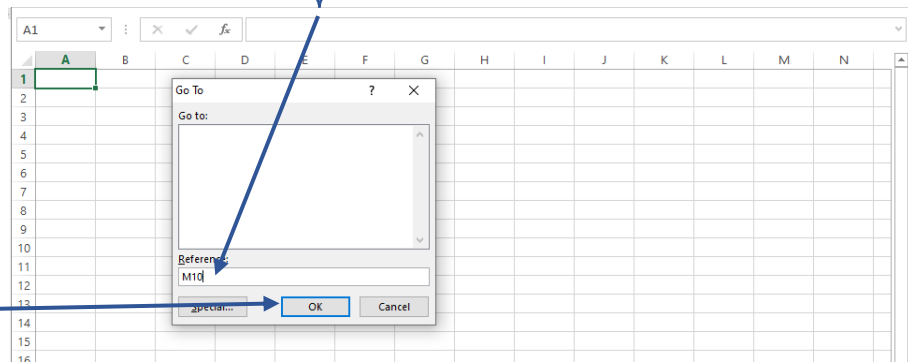 A1 fx
A B C D E F G H I J K L M N
1
2
Go To ? ×
3
Go to:
4
5
6
7
8
9
10
Reference:
11
M10
12
13
Special... OK Cancel
14
15
16